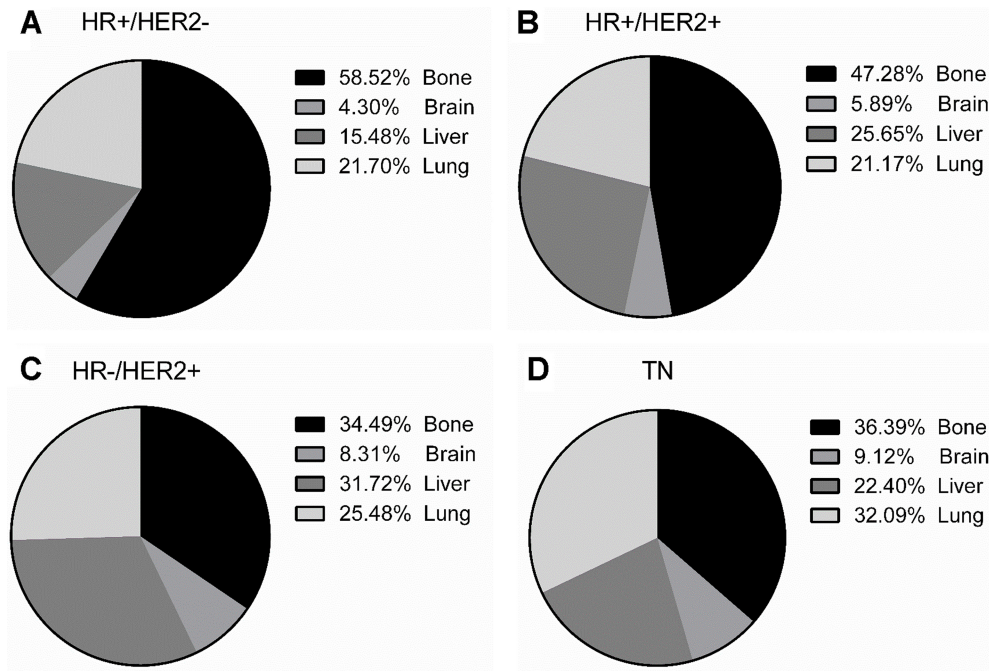 A HR+/HER2-
58.52% Bone
4.30% Brain
15.48% Liver
21.70% Lung
B HR+/HER2+
47.28% Bone
5.89% Brain
25.65% Liver
21.17% Lung
C HR-/HER2+
34.49% Bone
8.31% Brain
31.72% Liver
25.48% Lung
D TN
36.39% Bone
9.12% Brain
22.40% Liver
32.09% Lung